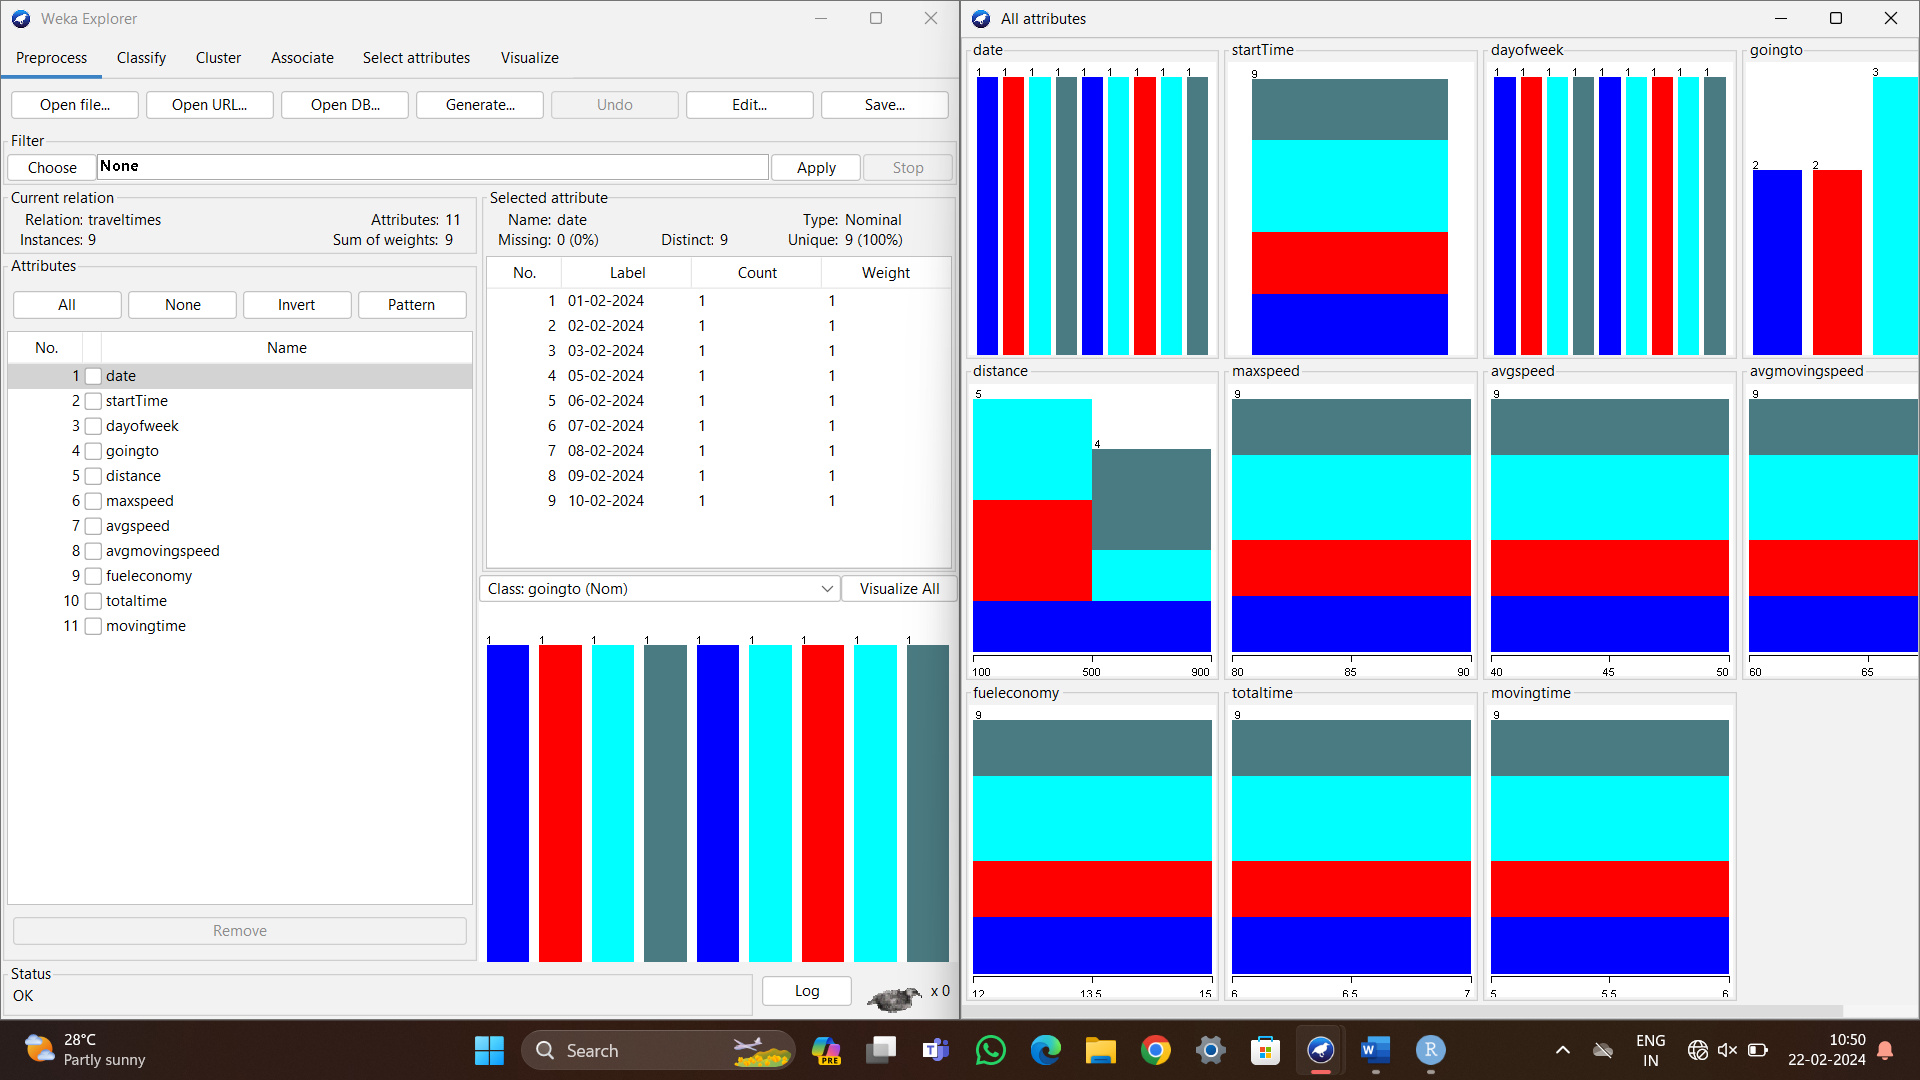 Weka Explorer
Preprocess Classify Cluster Associate Select attributes Visualize
Open file... Open URL... Open DB... Generate... Undo Edit... Save...
Filter
Choose None Apply Stop
Current relation
Relation: traveltimes Attributes: 11
Instances: 9 Sum of weights: 9
Attributes
All None Invert Pattern
No. Name
1 date
2 startTime
3 dayofweek
4 goingto
5 distance
6 maxspeed
7 avgspeed
8 avgmovingspeed
9 fueleconomy
10 totaltime
11 movingtime
Remove
Status
OK
Selected attribute
Name: date Type: Nominal
Missing: 0 (0%) Distinct: 9 Unique: 9 (100%)
No. Label Count Weight
1 01-02-2024 1 1
2 02-02-2024 1 1
3 03-02-2024 1 1
4 05-02-2024 1 1
5 06-02-2024 1 1
6 07-02-2024 1 1
7 08-02-2024 1 1
8 09-02-2024 1 1
9 10-02-2024 1 1
Class: goingto (Nom) Visualize All
1 1 1 1 1 1 1 1 1
Log x 0
All attributes
date startTime dayofweek goingto
1 1 1 1 1 1 1 1 1
9
1 1 1 1 1 1 1 1 1
2 2 3
distance maxspeed avgspeed avgmovingspeed
5 4 9 9 9
100 500 900 80 85 90 40 45 50 60 65
fueleconomy totaltime movingtime
9 9 9
12 13.5 15 6 6.5 7 5 5.5 6
28°C
Partly sunny
Search
PRE
ENG
IN
10:50
22-02-2024